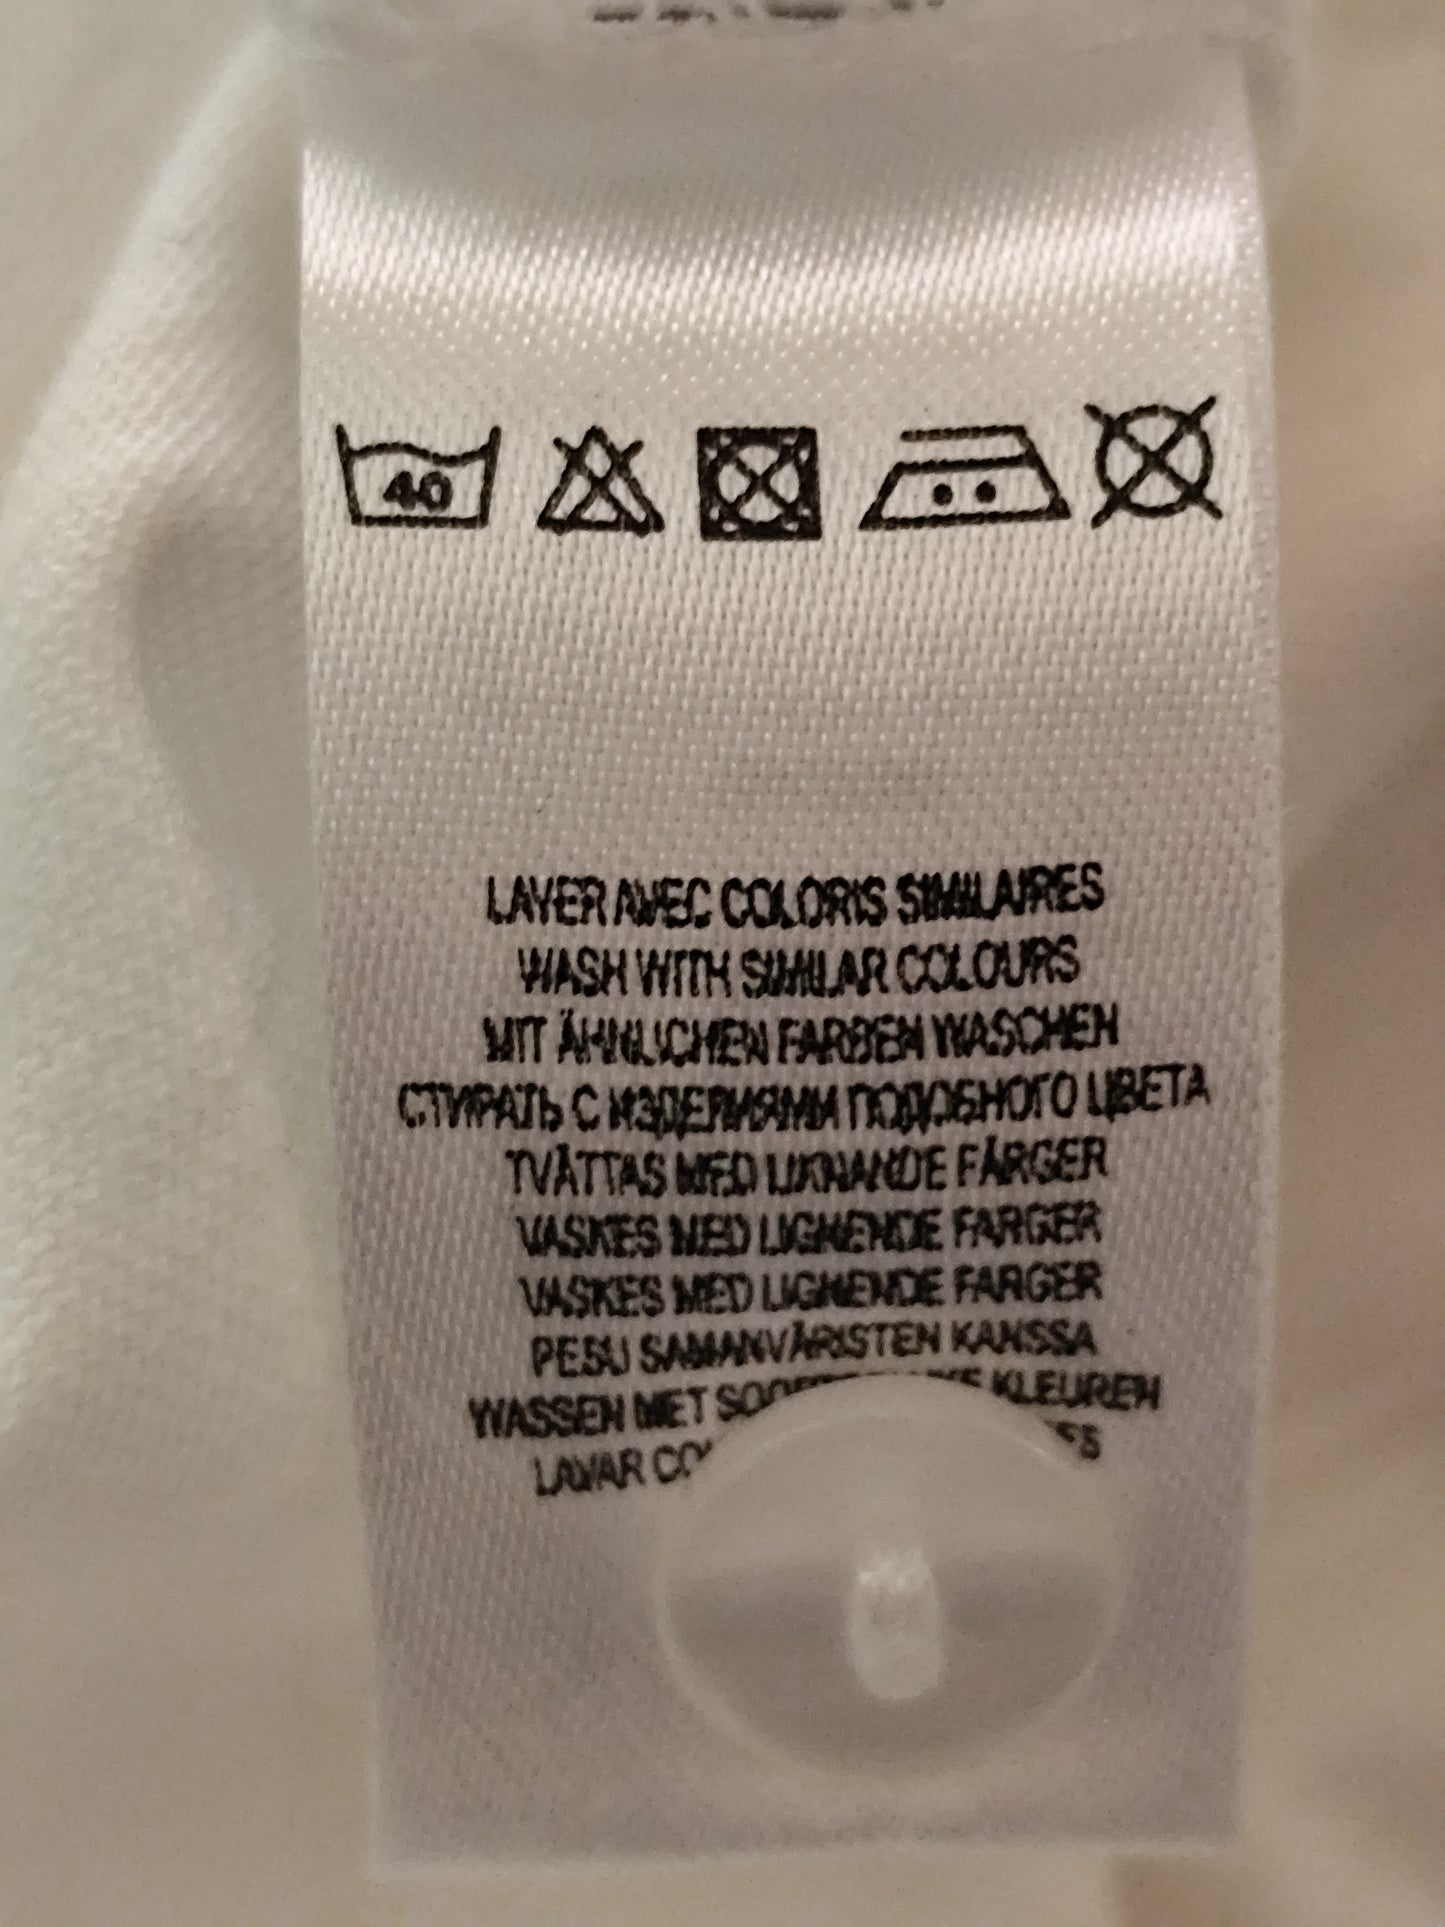 40
LAVER AVEC COLORIS SIMILAIRES
WASH WITH SIMILAR COLOURS
MIT ÄHNLICHEN FARBEN WASCHEN
СТИРАТЬ С ИЗДЕЛИЯМИ ПОДОБНОГО ЦВЕТА
TVÄTTAS MED LIKNANDE FÄRGER
VASKES MED LIGNENDE FARGER
VASKES MED LIGNENDE FARGER
PESU SAMANVÄRISTEN KANSSA
WASSEN MET KLEUREN
LAVAR